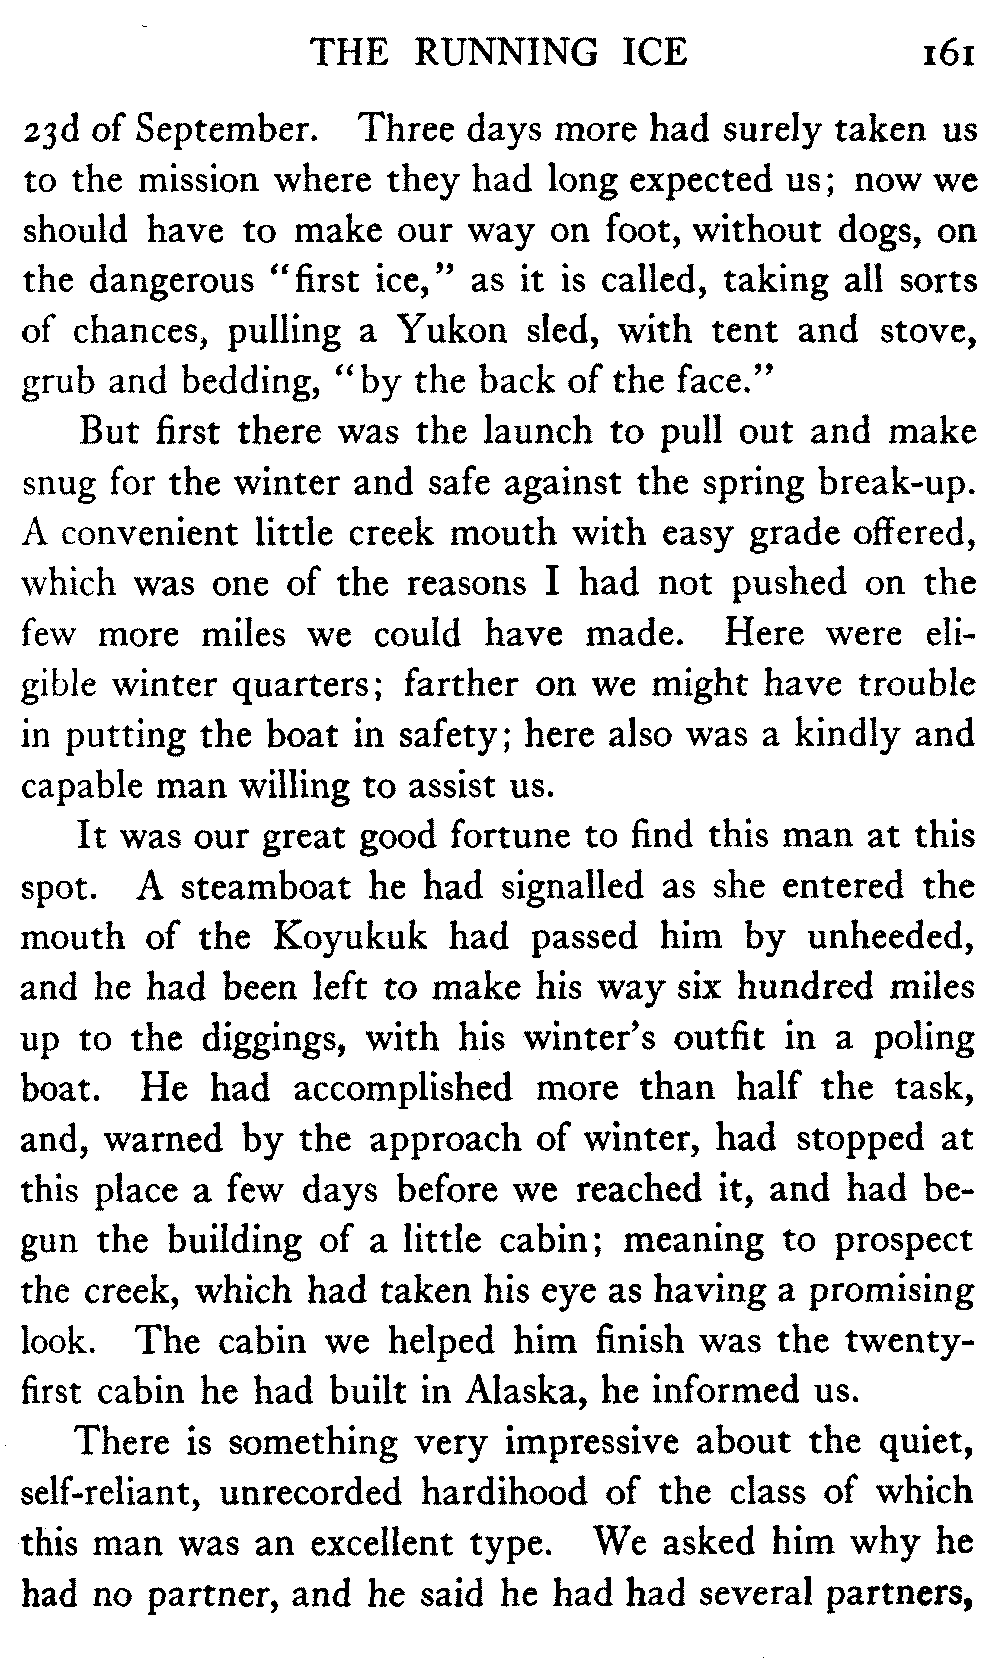 THE RUNNING ICE 161
23d of September. Three days more had surely taken us
to the mission where they had long expected us; now we
should have to make our way on foot, without dogs, on
the dangerous "first ice," as it is called, taking all sorts
of chances, pulling a Yukon sled, with tent and stove,
grub and bedding, "by the back of the face."
But first there was the launch to pull out and make
snug for the winter and safe against the spring break-up.
A convenient little creek mouth with easy grade offered,
which was one of the reasons I had not pushed on the
few more miles we could have made. Here were eli-
gible winter quarters; farther on we might have trouble
in putting the boat in safety; here also was a kindly and
capable man willing to assist us.
It was our great good fortune to find this man at this
spot. A steamboat he had signalled as she entered the
mouth of the Koyukuk had passed him by unheeded,
and he had been left to make his way six hundred miles
up to the diggings, with his winter's outfit in a poling
boat. He had accomplished more than half the task,
and, warned by the approach of winter, had stopped at
this place a few days before we reached it, and had be-
gun the building of a little cabin; meaning to prospect
the creek, which had taken his eye as having a promising
look. The cabin we helped him finish was the twenty-
first cabin he had built in Alaska, he informed us.
There is something very impressive about the quiet,
self-reliant, unrecorded hardihood of the class of which
this man was an excellent type. We asked him why he
had no partner, and he said he had had several partners,